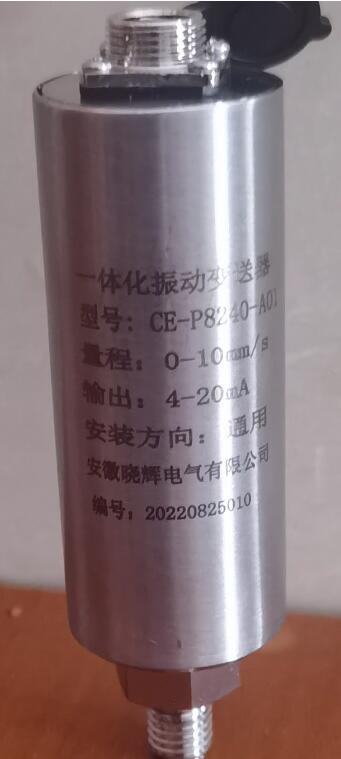 一体化振动变送器
型号: CE-P8240-A01
量程: 0-10mm/s
输出: 4-20mA
安装方向: 通用
安徽晓辉电气有限公司
编号: 20220825010